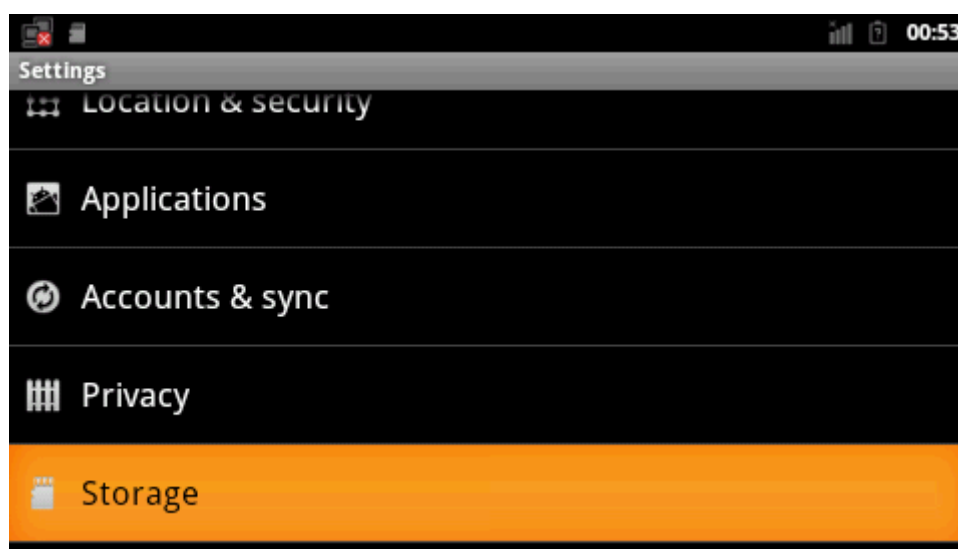 00:53
Settings
Location & security
Applications
Accounts & sync
Privacy
Storage